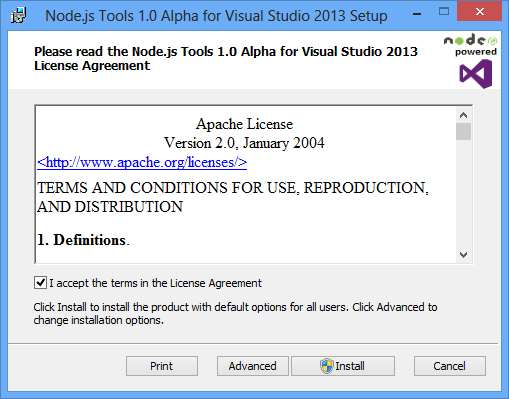 Node.js Tools 1.0 Alpha for Visual Studio 2013 Setup
Please read the Node.js Tools 1.0 Alpha for Visual Studio 2013
License Agreement
node
powered
Apache License
Version 2.0, January 2004
<http://www.apache.org/licenses/>
TERMS AND CONDITIONS FOR USE, REPRODUCTION,
AND DISTRIBUTION
1. Definitions.
I accept the terms in the License Agreement
Click Install to install the product with default options for all users. Click Advanced to
change installation options.
Print Advanced Install Cancel